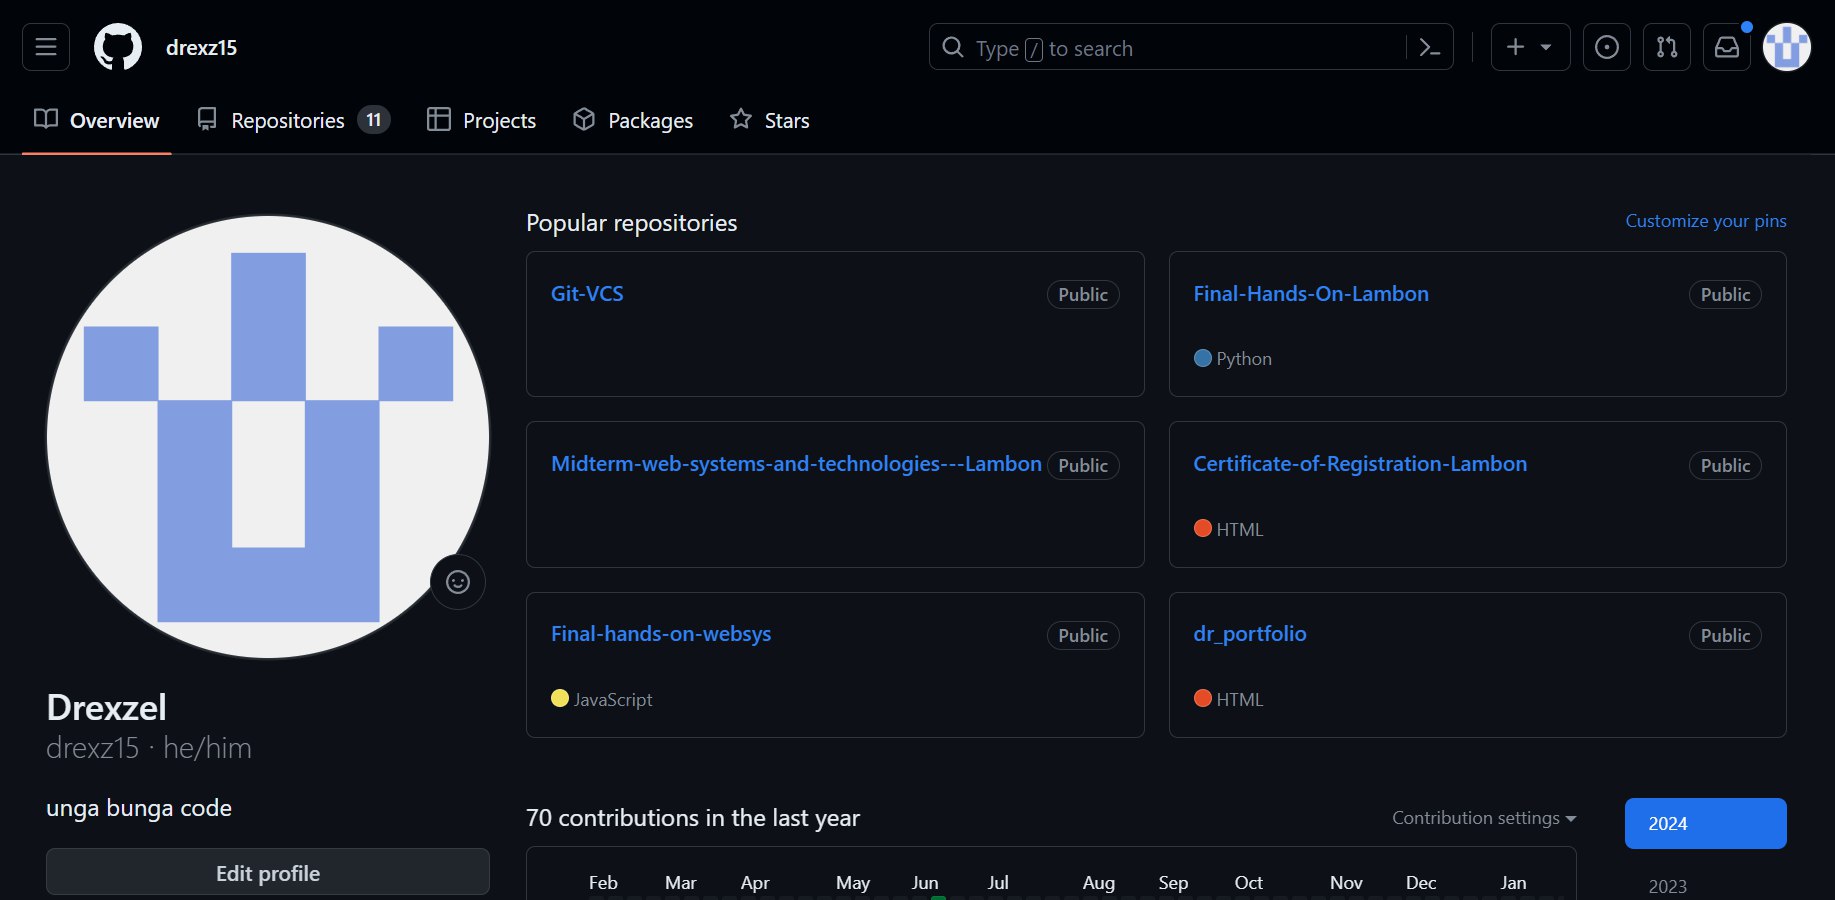 drexz15
Type / to search
Overview
Repositories 11
Projects
Packages
Stars
Popular repositories
Customize your pins
Git-VCS
Public
Final-Hands-On-Lambon
Public
Python
Midterm-web-systems-and-technologies---Lambon
Public
Certificate-of-Registration-Lambon
Public
HTML
Final-hands-on-websys
Public
JavaScript
dr_portfolio
Public
HTML
Drexzel
drexz15 · he/him
unga bunga code
Edit profile
70 contributions in the last year
Contribution settings
2024
2023
Feb Mar Apr May Jun Jul Aug Sep Oct Nov Dec Jan